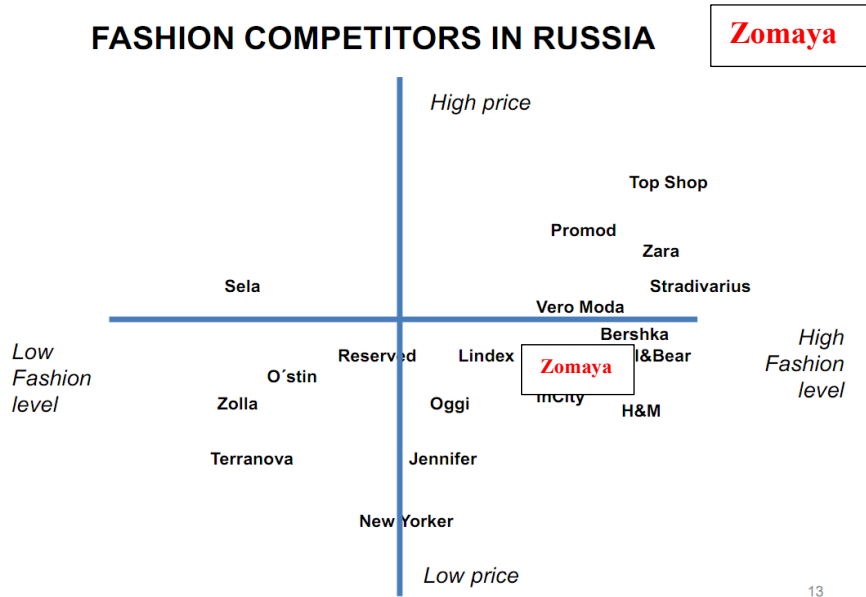 FASHION COMPETITORS IN RUSSIA
Zomaya
High price
Top Shop
Promod
Zara
Sela
Stradivarius
Vero Moda
Bershka
Low
Fashion
level
High
Fashion
level
Reserved
Lindex
Zomaya
l&Bear
O´stin
InCity
Zolla
Oggi
H&M
Terranova
Jennifer
New Yorker
Low price
13